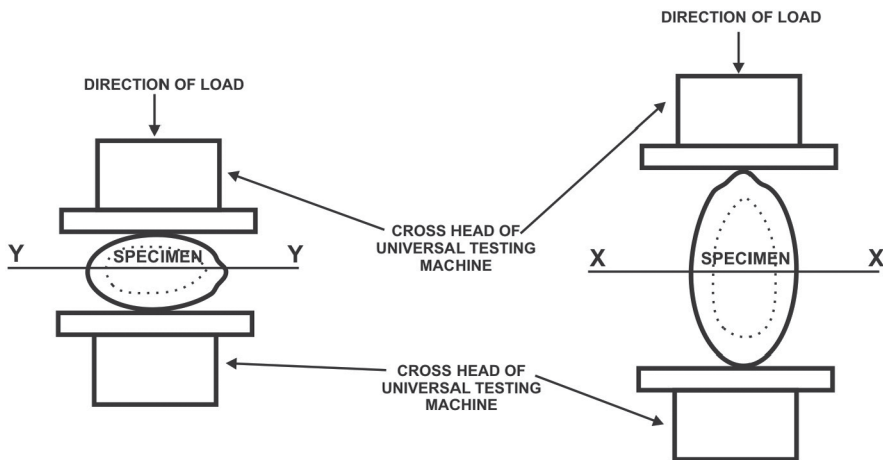 DIRECTION OF LOAD
DIRECTION OF LOAD
CROSS HEAD OF
UNIVERSAL TESTING
MACHINE
Y
SPECIMEN
Y
X
SPECIMEN
X
CROSS HEAD OF
UNIVERSAL TESTING
MACHINE